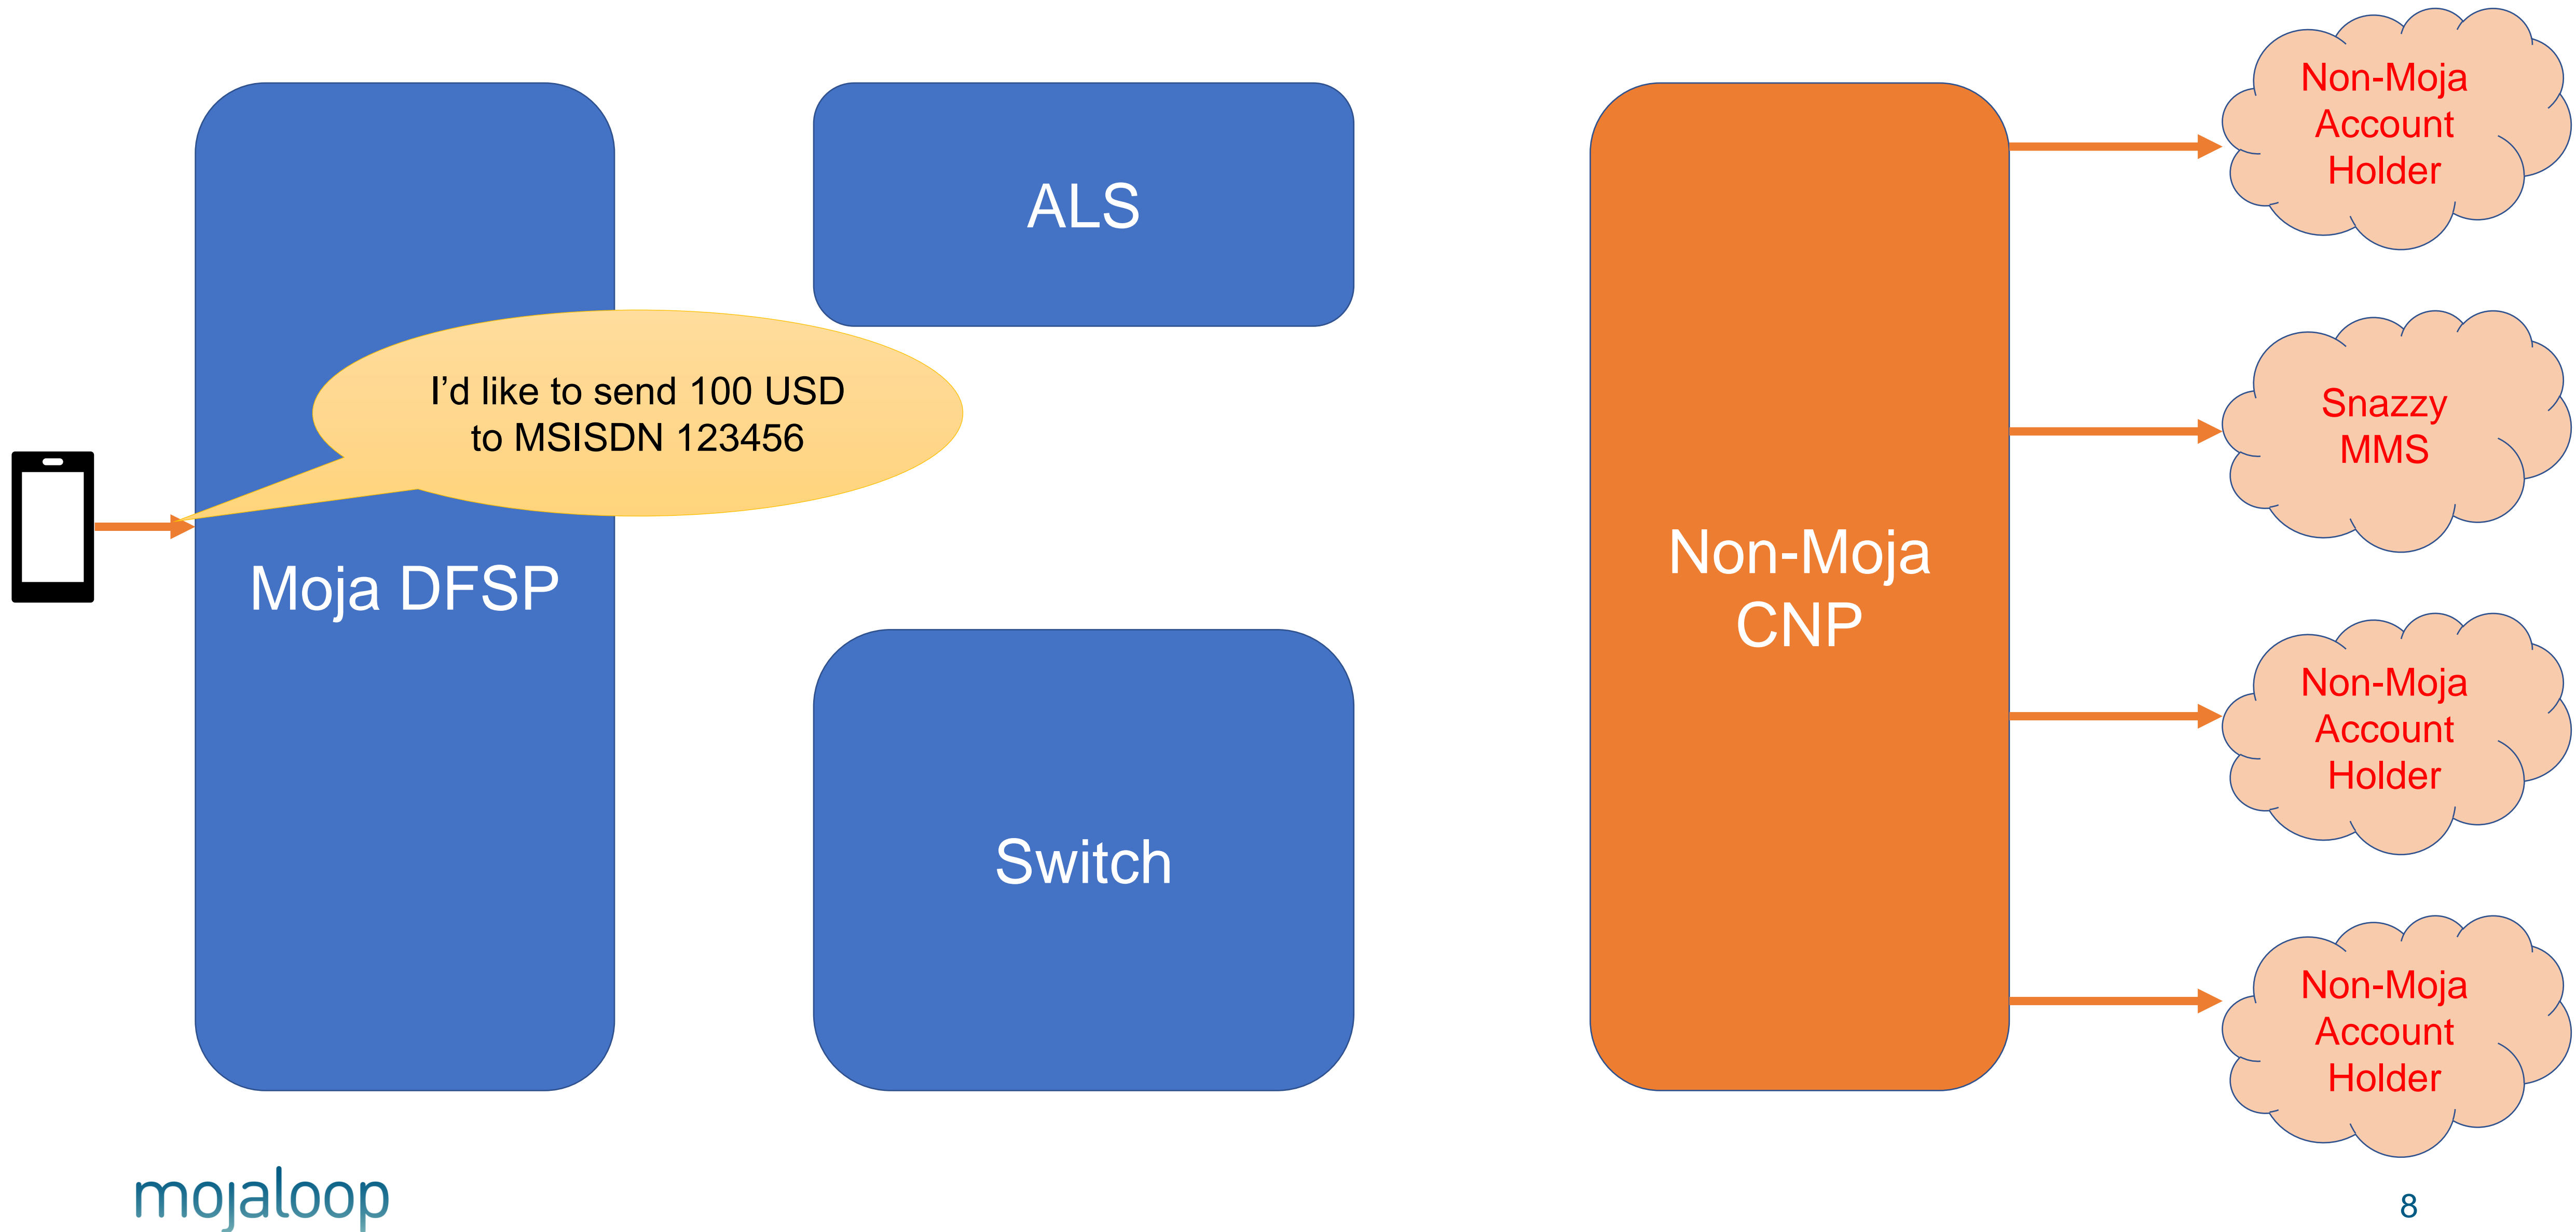 Non-Moja
Account
Holder
ALS
I’d like to send 100 USD
to MSISDN 123456
Snazzy
MMS
Moja DFSP
Non-Moja
CNP
Non-Moja
Account
Holder
Switch
Non-Moja
Account
Holder
mojaloop
8